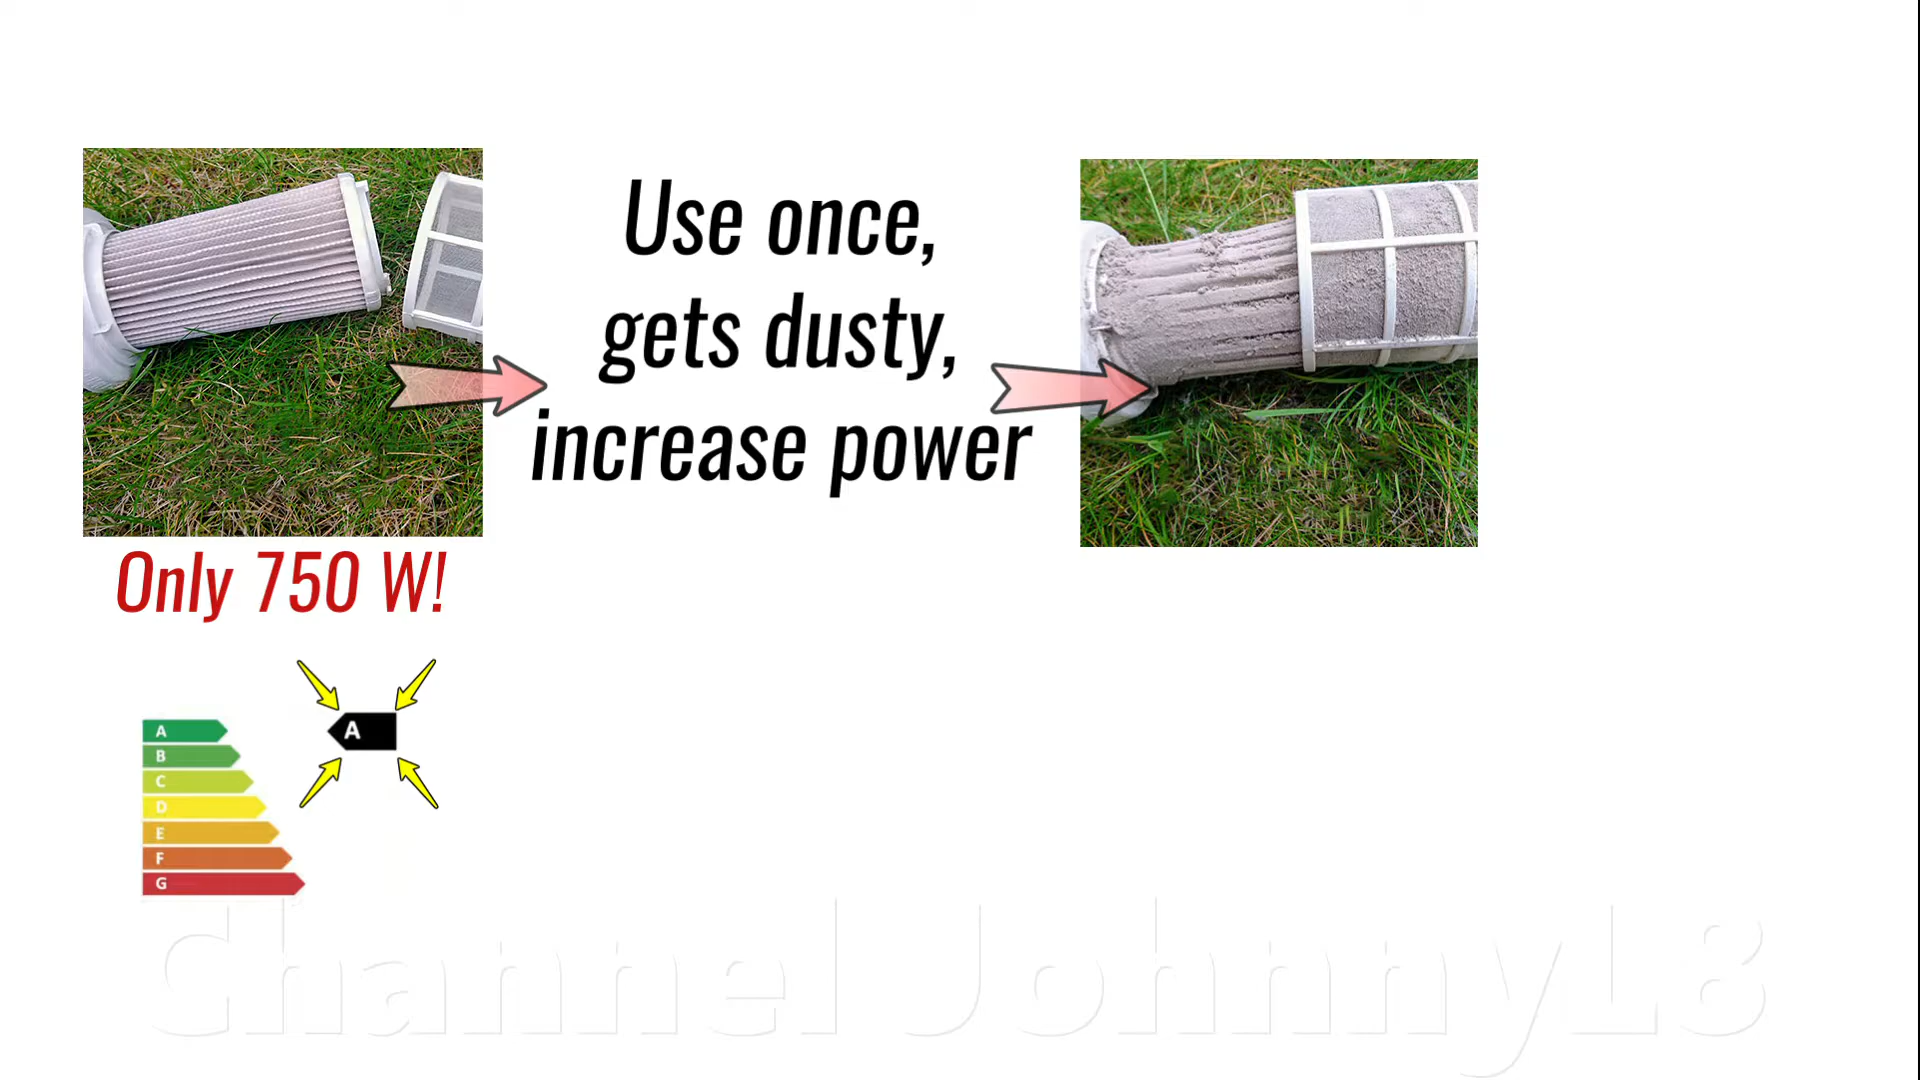 Use once,
gets dusty,
increase power
Only 750 W!
A
A
B
C
D
E
F
G
Channel JohnnyL8